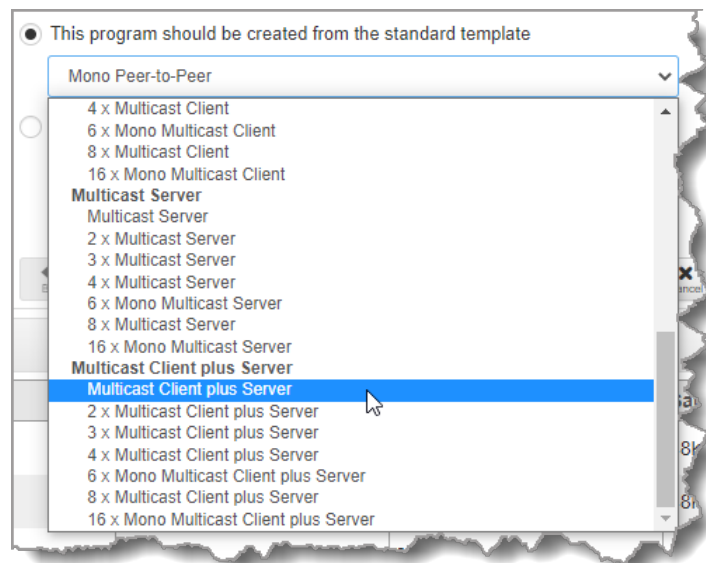 This program should be created from the standard template
Mono Peer-to-Peer
4 x Multicast Client
6 x Mono Multicast Client
8 x Multicast Client
16 x Mono Multicast Client
Multicast Server
Multicast Server
2 x Multicast Server
3 x Multicast Server
4 x Multicast Server
6 x Mono Multicast Server
8 x Multicast Server
16 x Mono Multicast Server
Multicast Client plus Server
Multicast Client plus Server
2 x Multicast Client plus Server
3 x Multicast Client plus Server
4 x Multicast Client plus Server
6 x Mono Multicast Client plus Server
8 x Multicast Client plus Server
16 x Mono Multicast Client plus Server